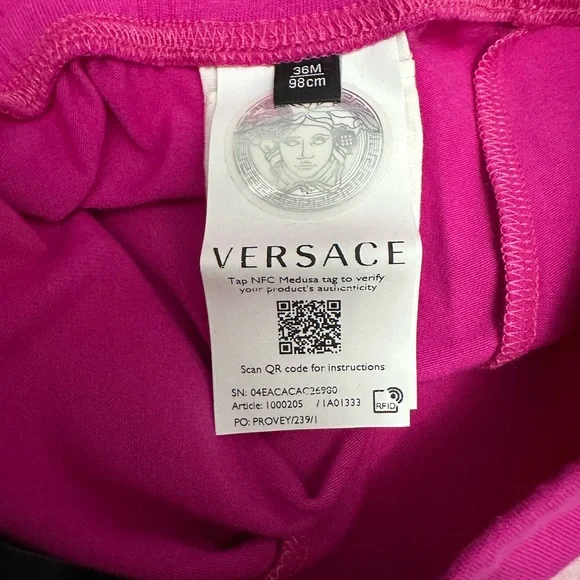 36M
98cm
VERSACE
Tap NFC Medusa tag to verify
your product's authenticity
Scan QR code for instructions
SN: 04EACACAC26980
Article: 1000205 /1A01333
RFID
PO: PROVEY/239/1